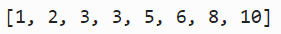 [1, 2, 3, 3, 5, 6, 8, 10]